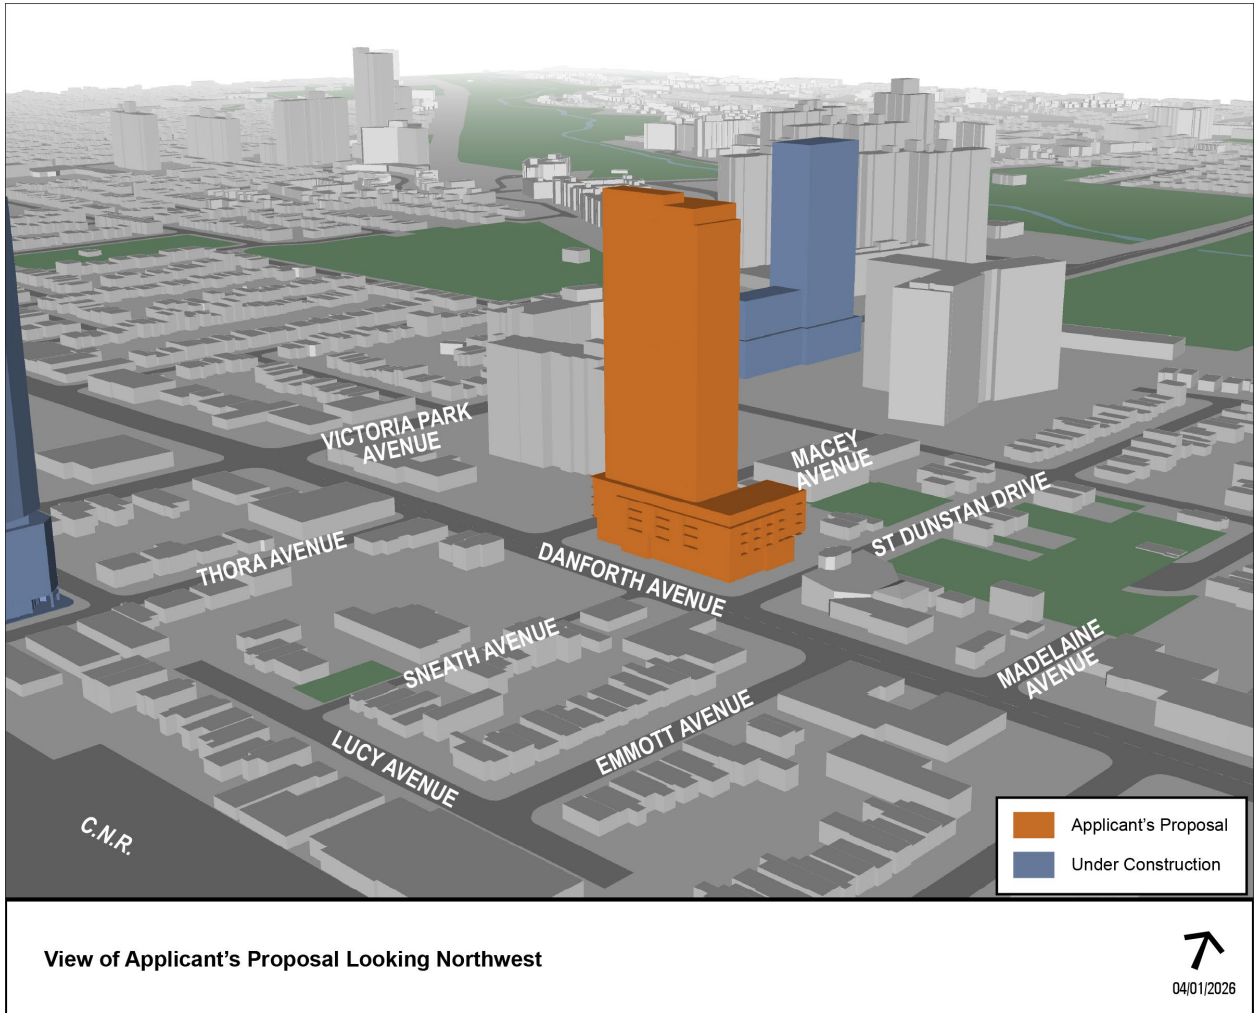 VICTORIA PARK
AVENUE
MACEY
AVENUE
ST DUNSTAN DRIVE
THORA AVENUE
DANFORTH AVENUE
SNEATH AVENUE
MADELAINE
AVENUE
EMMOTT AVENUE
LUCY AVENUE
C.N.R.
Applicant's Proposal
Under Construction
View of Applicant's Proposal Looking Northwest
04/01/2026